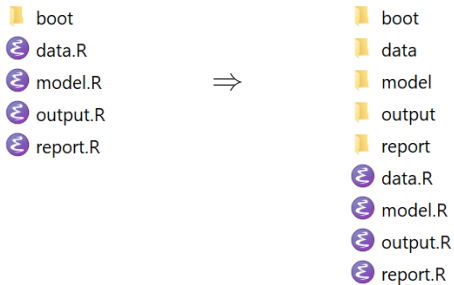 boot
data.R
model.R
output.R
report.R
⇒
boot
data
model
output
report
data.R
model.R
output.R
report.R